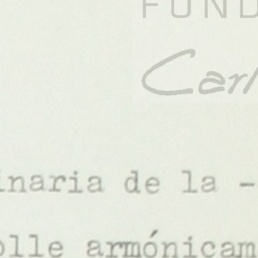 FUND
Carl
inaria de la -
olle armónicam